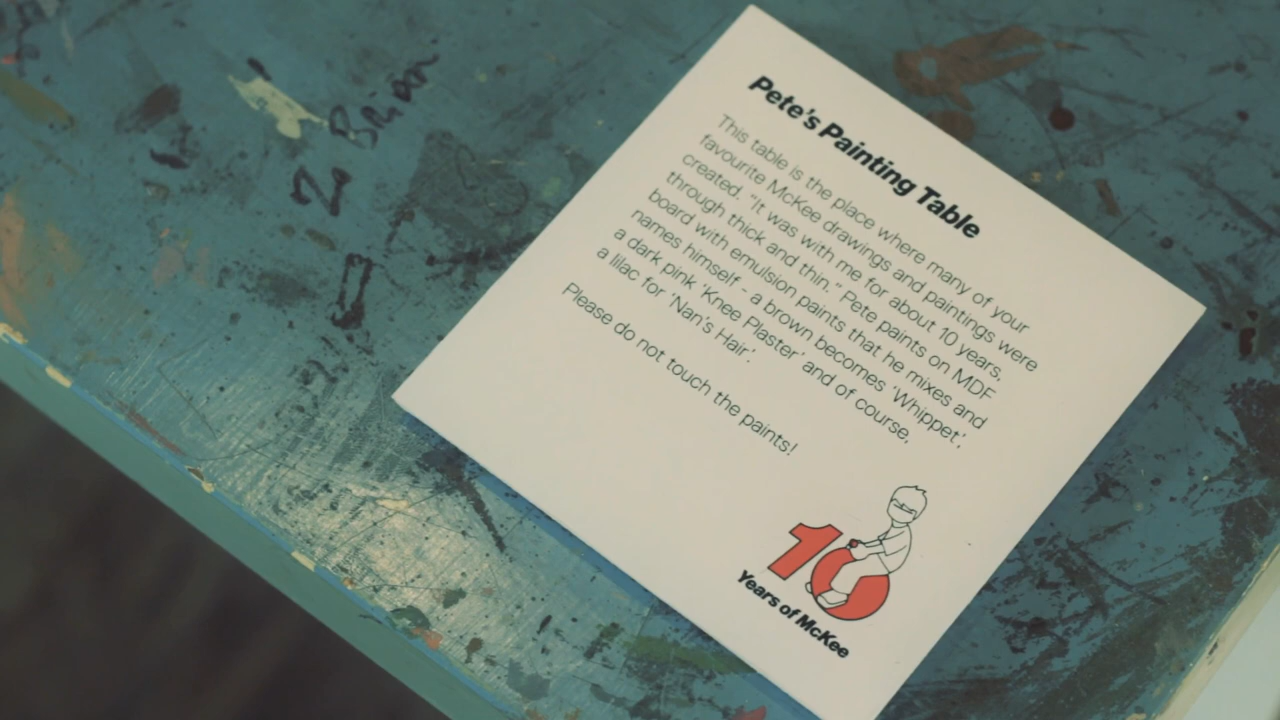 Pete's Painting Table
This table is the place where many of your
favourite McKee drawings and paintings were
created. "It was with me for about 10 years,
through thick and thin." Pete paints on MDF
board with emulsion paints that he mixes and
names himself - a brown becomes 'Whippet',
a dark pink 'Knee Plaster' and of course,
a lilac for 'Nan's Hair'.
Please do not touch the paints!
10
Years of McKee
Brian